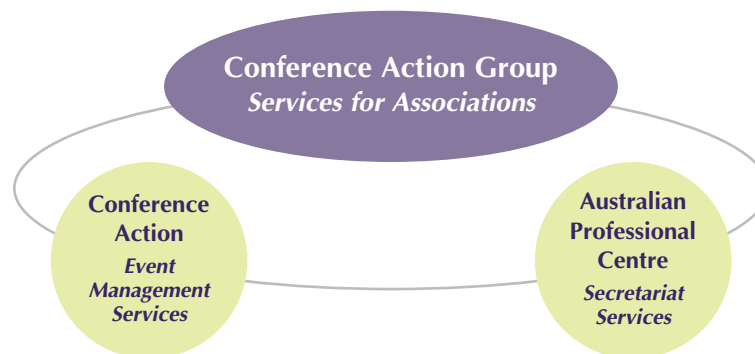 Conference Action Group
Services for Associations
Conference
Action
Event
Management
Services
Australian
Professional
Centre
Secretariat
Services